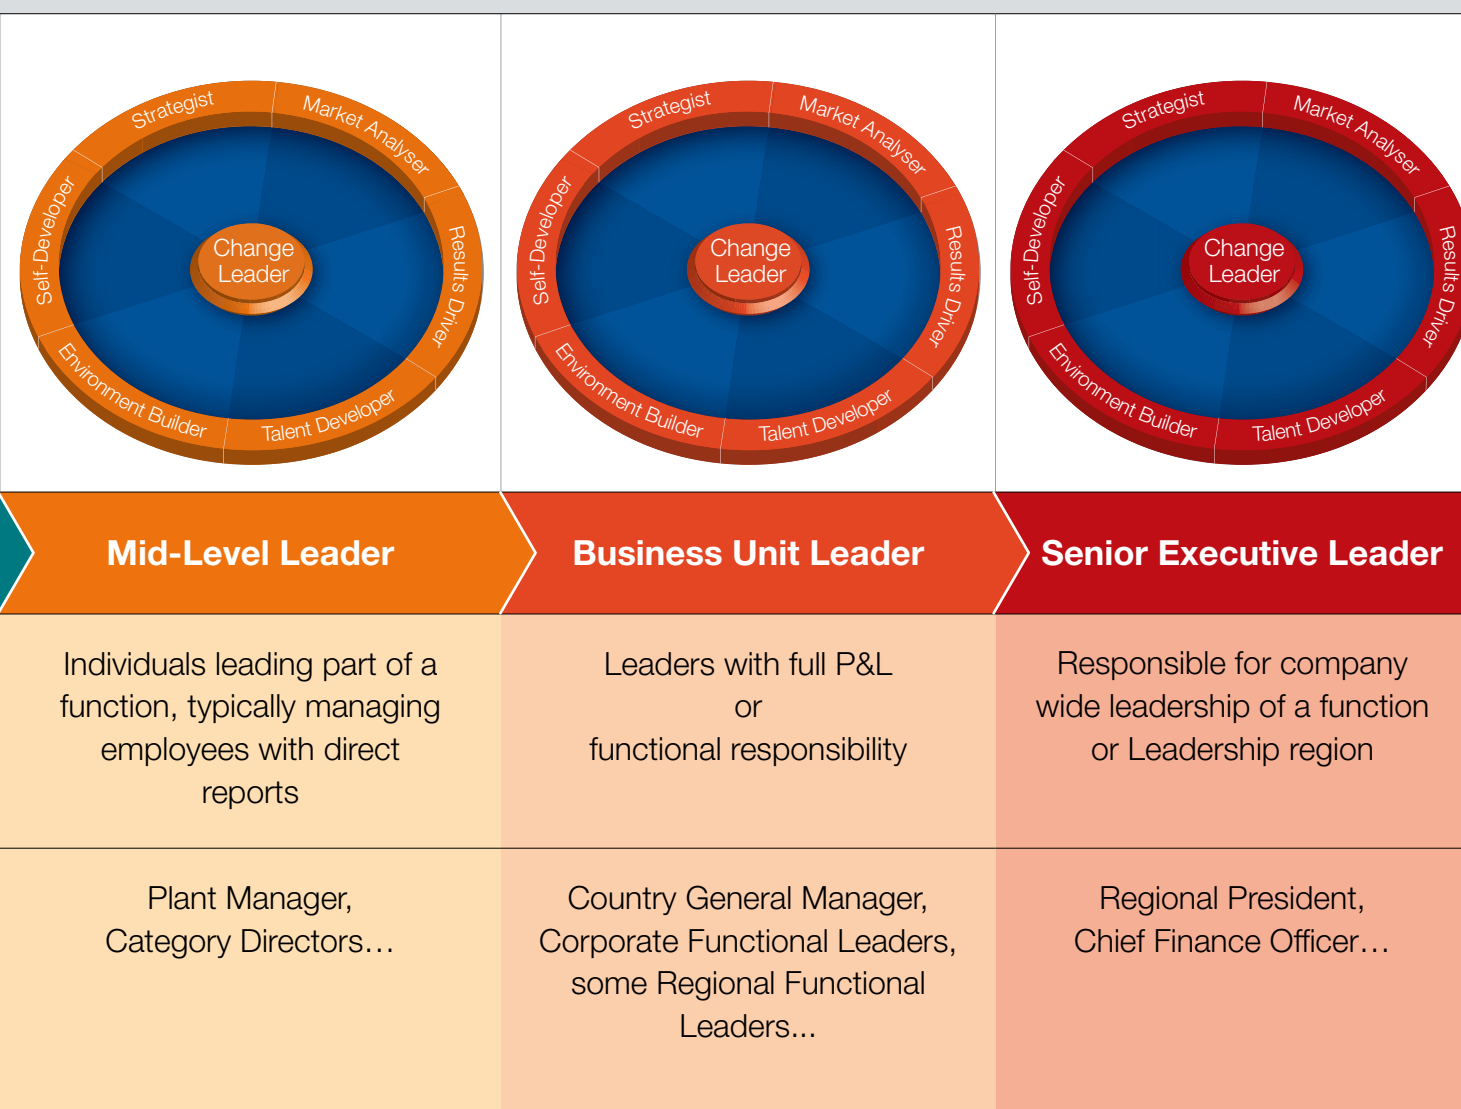 Strategist
Market Analyser
Results Driver
Talent Developer
Environment Builder
Self-Developer
Change
Leader
Strategist
Market Analyser
Results Driver
Talent Developer
Environment Builder
Self-Developer
Change
Leader
Strategist
Market Analyser
Results Driver
Talent Developer
Environment Builder
Self-Developer
Change
Leader
Mid-Level Leader
Business Unit Leader
Senior Executive Leader
Individuals leading part of a
function, typically managing
employees with direct
reports
Leaders with full P&L
or
functional responsibility
Responsible for company
wide leadership of a function
or Leadership region
Plant Manager,
Category Directors…
Country General Manager,
Corporate Functional Leaders,
some Regional Functional
Leaders...
Regional President,
Chief Finance Officer…